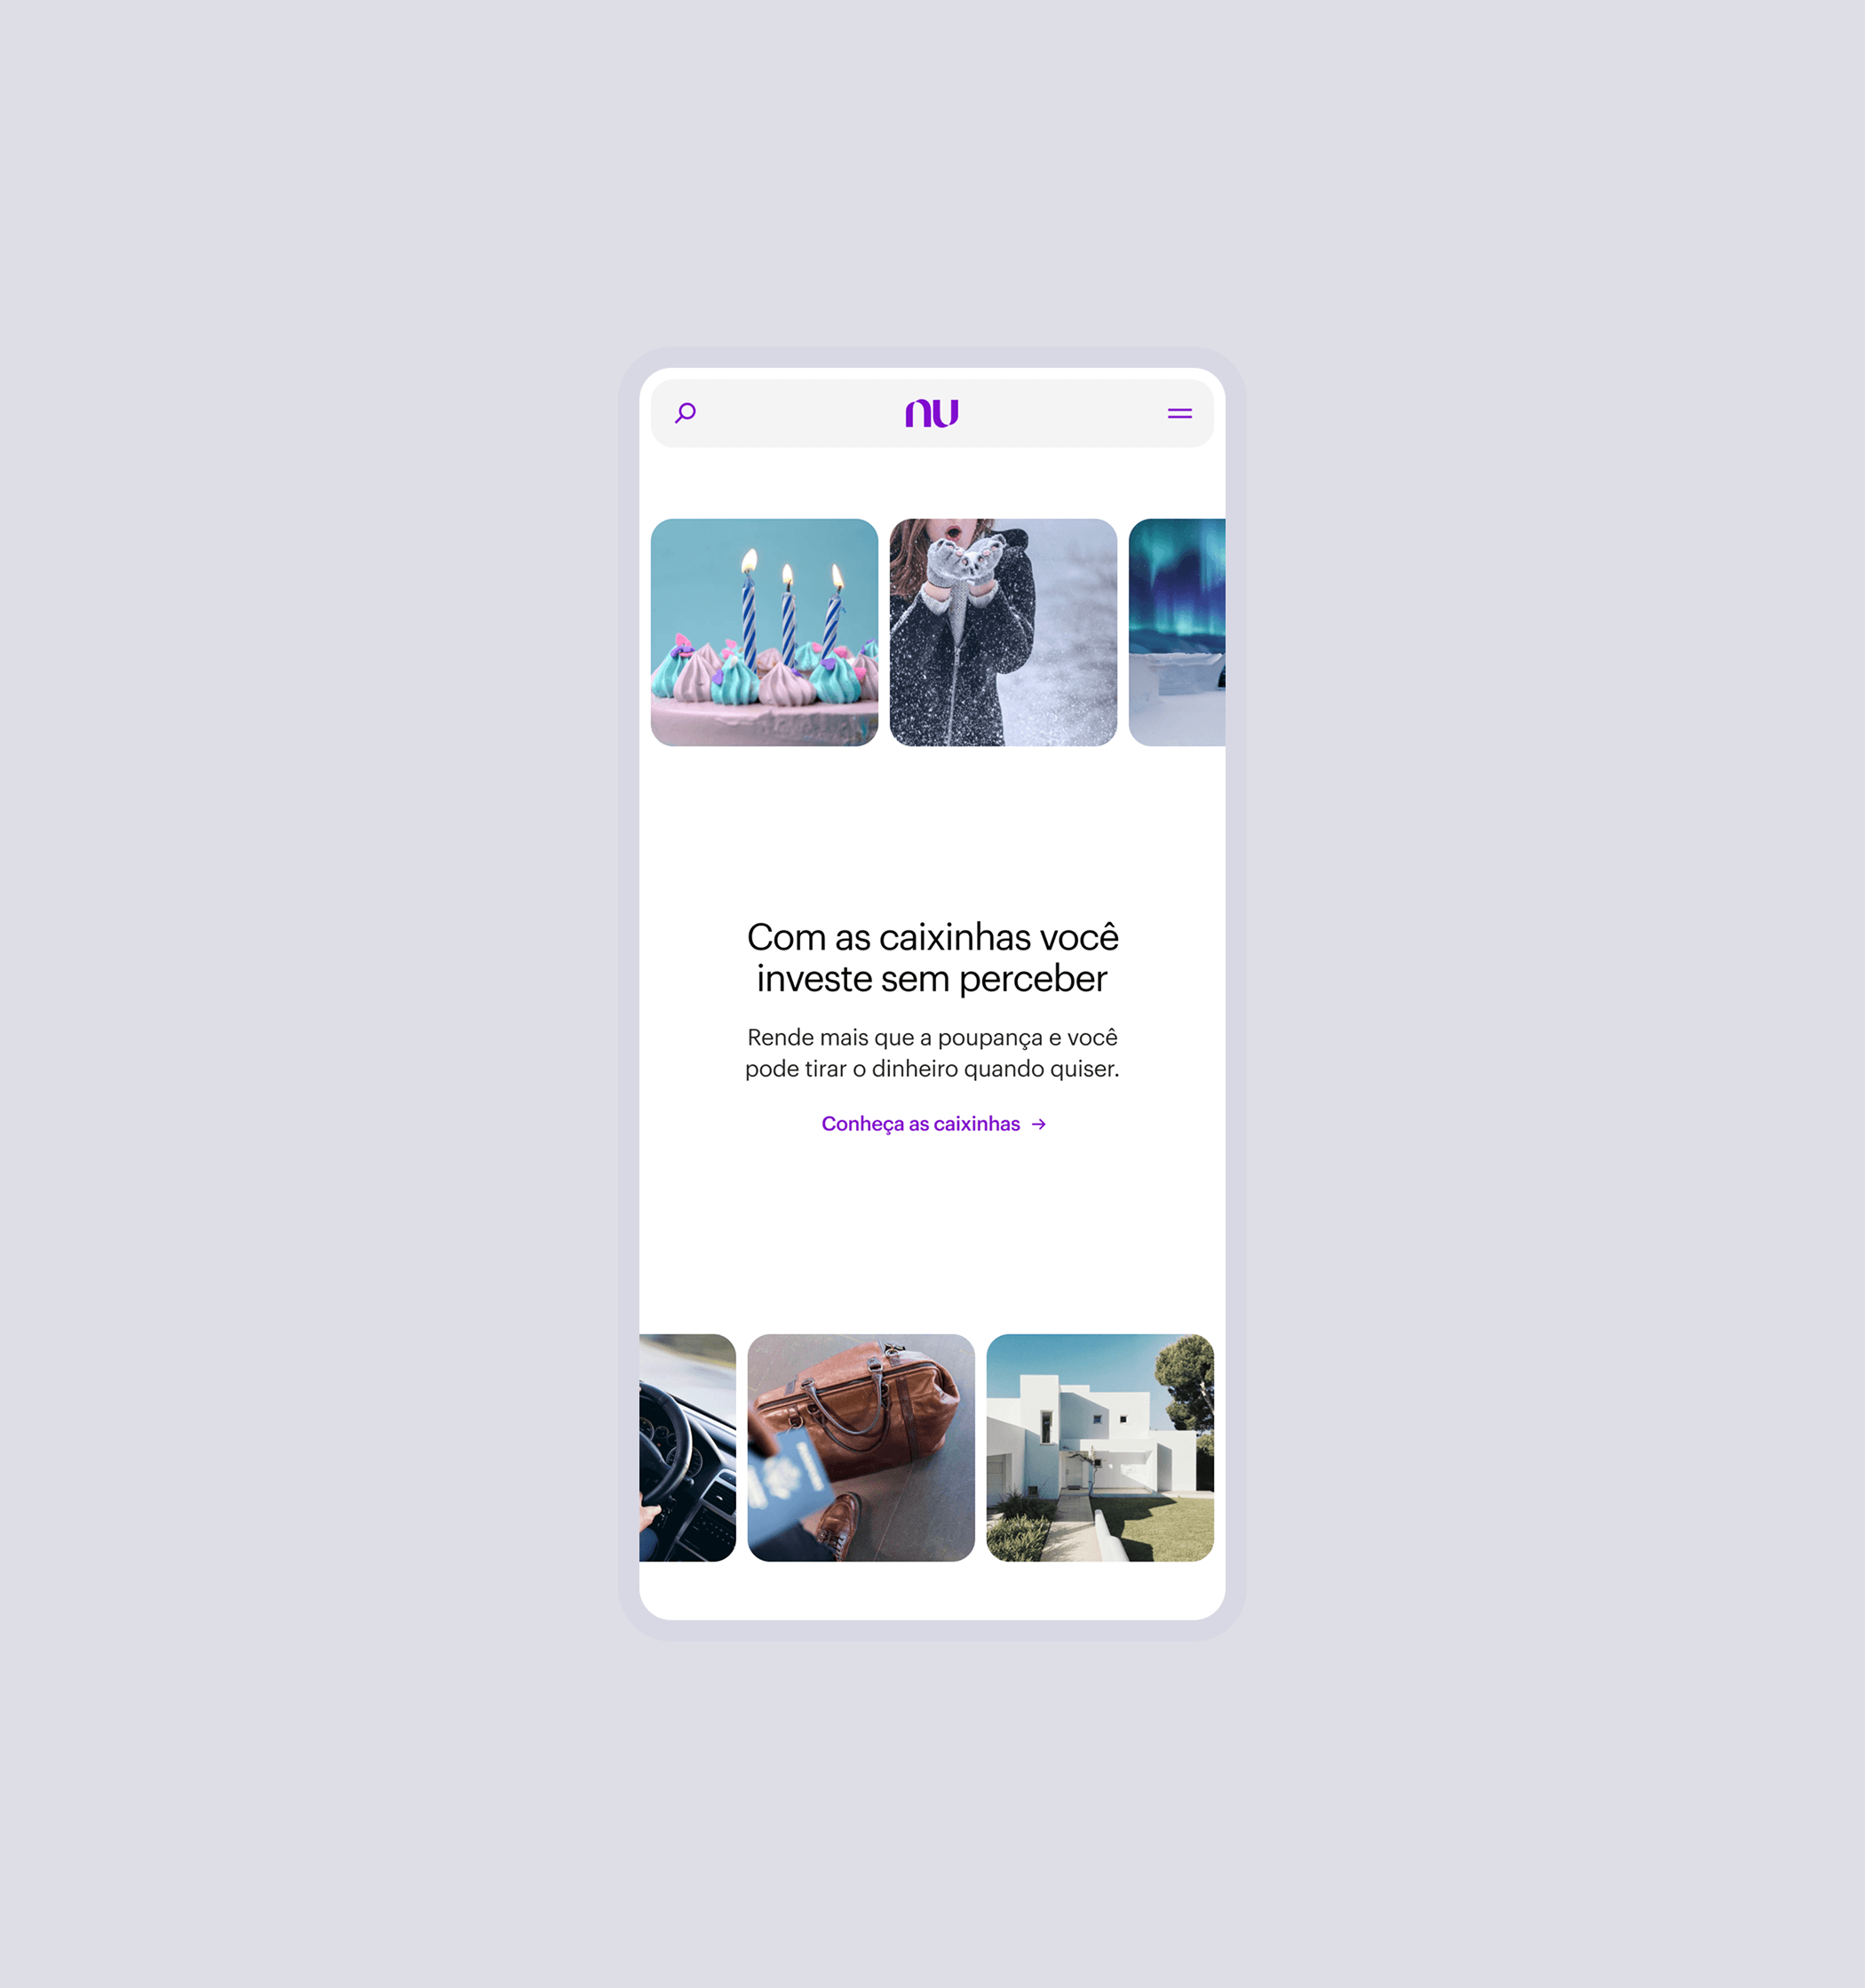 nu
Com as caixinhas você
investe sem perceber
Rende mais que a poupança e você
pode tirar o dinheiro quando quiser.
Conheça as caixinhas →